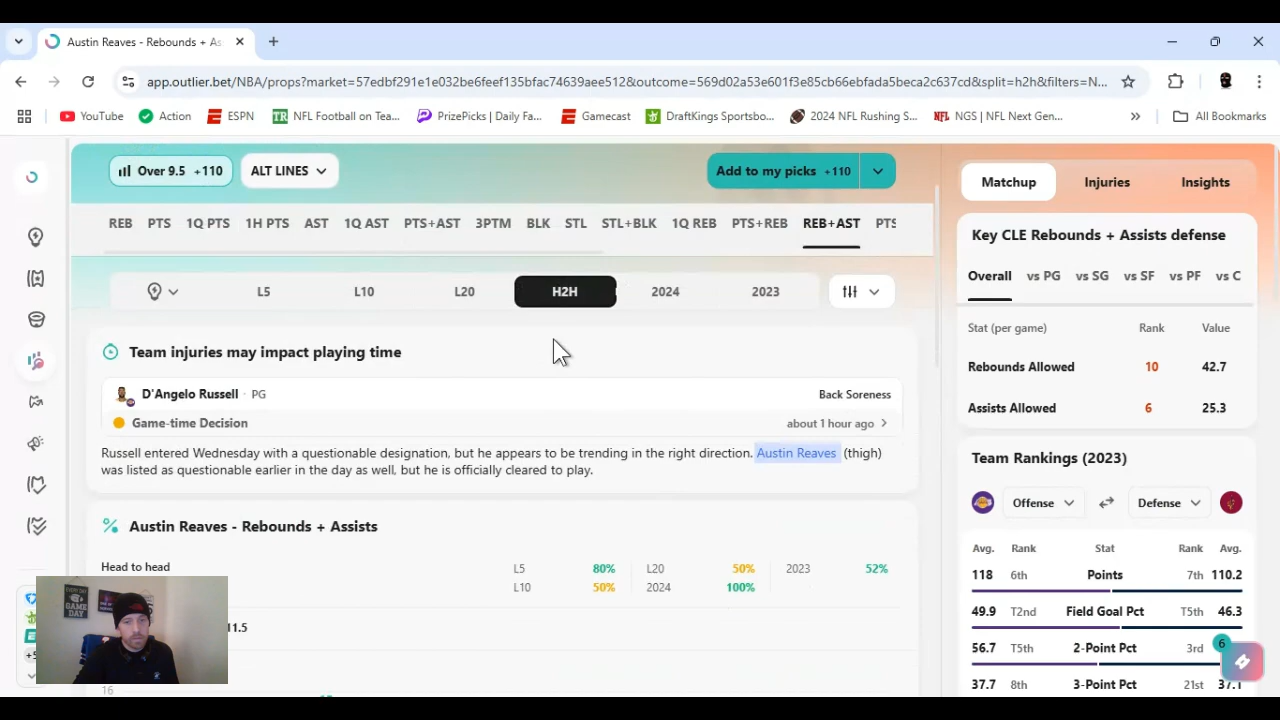 Austin Reaves - Rebounds + As
app.outlier.bet/NBA/props?market=57edbf291e1e032be6feef135bfac74639aee512&outcome=569d02a53e601f3e85cb66ebfada5beca2c637cd&split=h2h&filters=N...
YouTube Action ESPN NFL Football on Tea... PrizePicks | Daily Fa... Gamecast DraftKings Sportsbo... 2024 NFL Rushing S... NGS | NFL Next Gen... » All Bookmarks
Over 9.5 +110 ALT LINES Add to my picks +110
REB PTS 1Q PTS 1H PTS AST 1Q AST PTS+AST 3PTM BLK STL STL+BLK 1Q REB PTS+REB REB+AST PTS
L5 L10 L20 H2H 2024 2023
Team injuries may impact playing time
D'Angelo Russell · PG Back Soreness
Game-time Decision about 1 hour ago
Russell entered Wednesday with a questionable designation, but he appears to be trending in the right direction. Austin Reaves (thigh)
was listed as questionable earlier in the day as well, but he is officially cleared to play.
Austin Reaves - Rebounds + Assists
Head to head L5 80% L20 50% 2023 52%
L10 50% 2024 100%
1.5
16
Matchup Injuries Insights
Key CLE Rebounds + Assists defense
Overall vs PG vs SG vs SF vs PF vs C
Stat (per game) Rank Value
Rebounds Allowed 10 42.7
Assists Allowed 6 25.3
Team Rankings (2023)
Offense Defense
Avg. Rank Stat Rank Avg.
118 6th Points 7th 110.2
49.9 T2nd Field Goal Pct T5th 46.3
56.7 T5th 2-Point Pct 3rd
37.7 8th 3-Point Pct 21st 37.1
6
EVERY DAY
GAME DAY